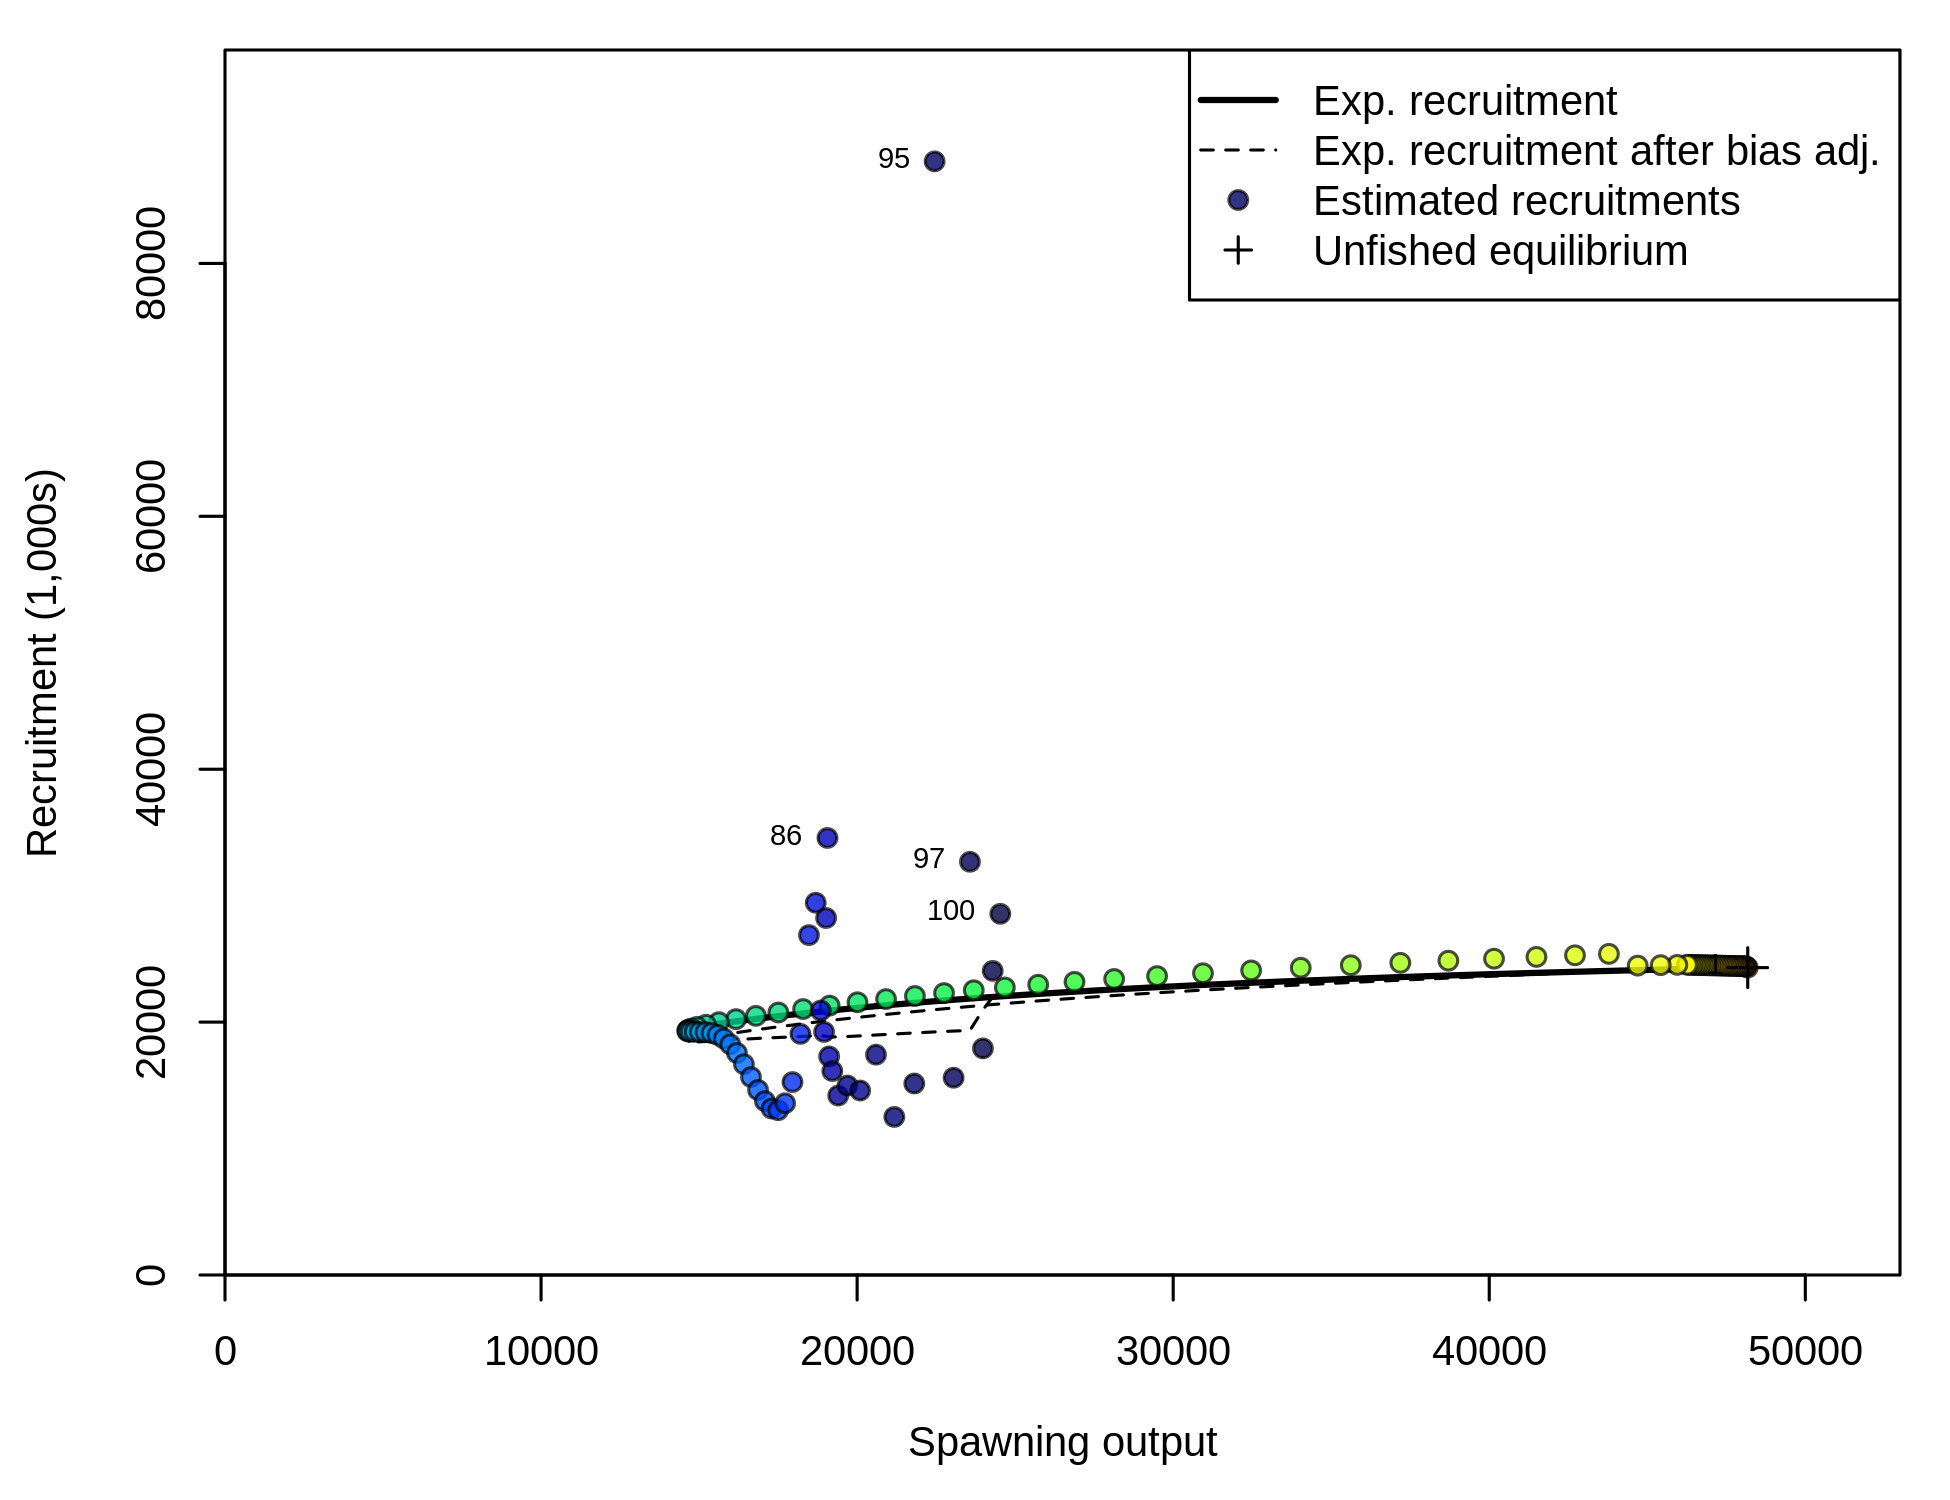 Exp. recruitment
Exp. recruitment after bias adj.
Estimated recruitments
Unfished equilibrium
95
86
97
100
Recruitment (1,000s)
80000
60000
40000
20000
0
0 10000 20000 30000 40000 50000
Spawning output